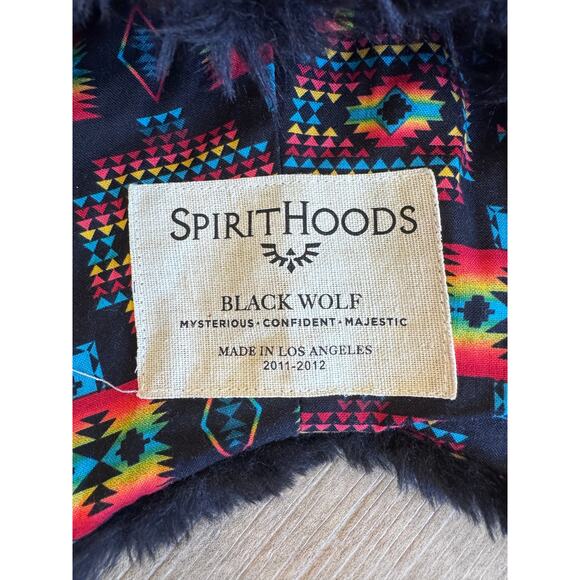 SPIRITHOODS
BLACK WOLF
MYSTERIOUS · CONFIDENT · MAJESTIC
MADE IN LOS ANGELES
2011-2012